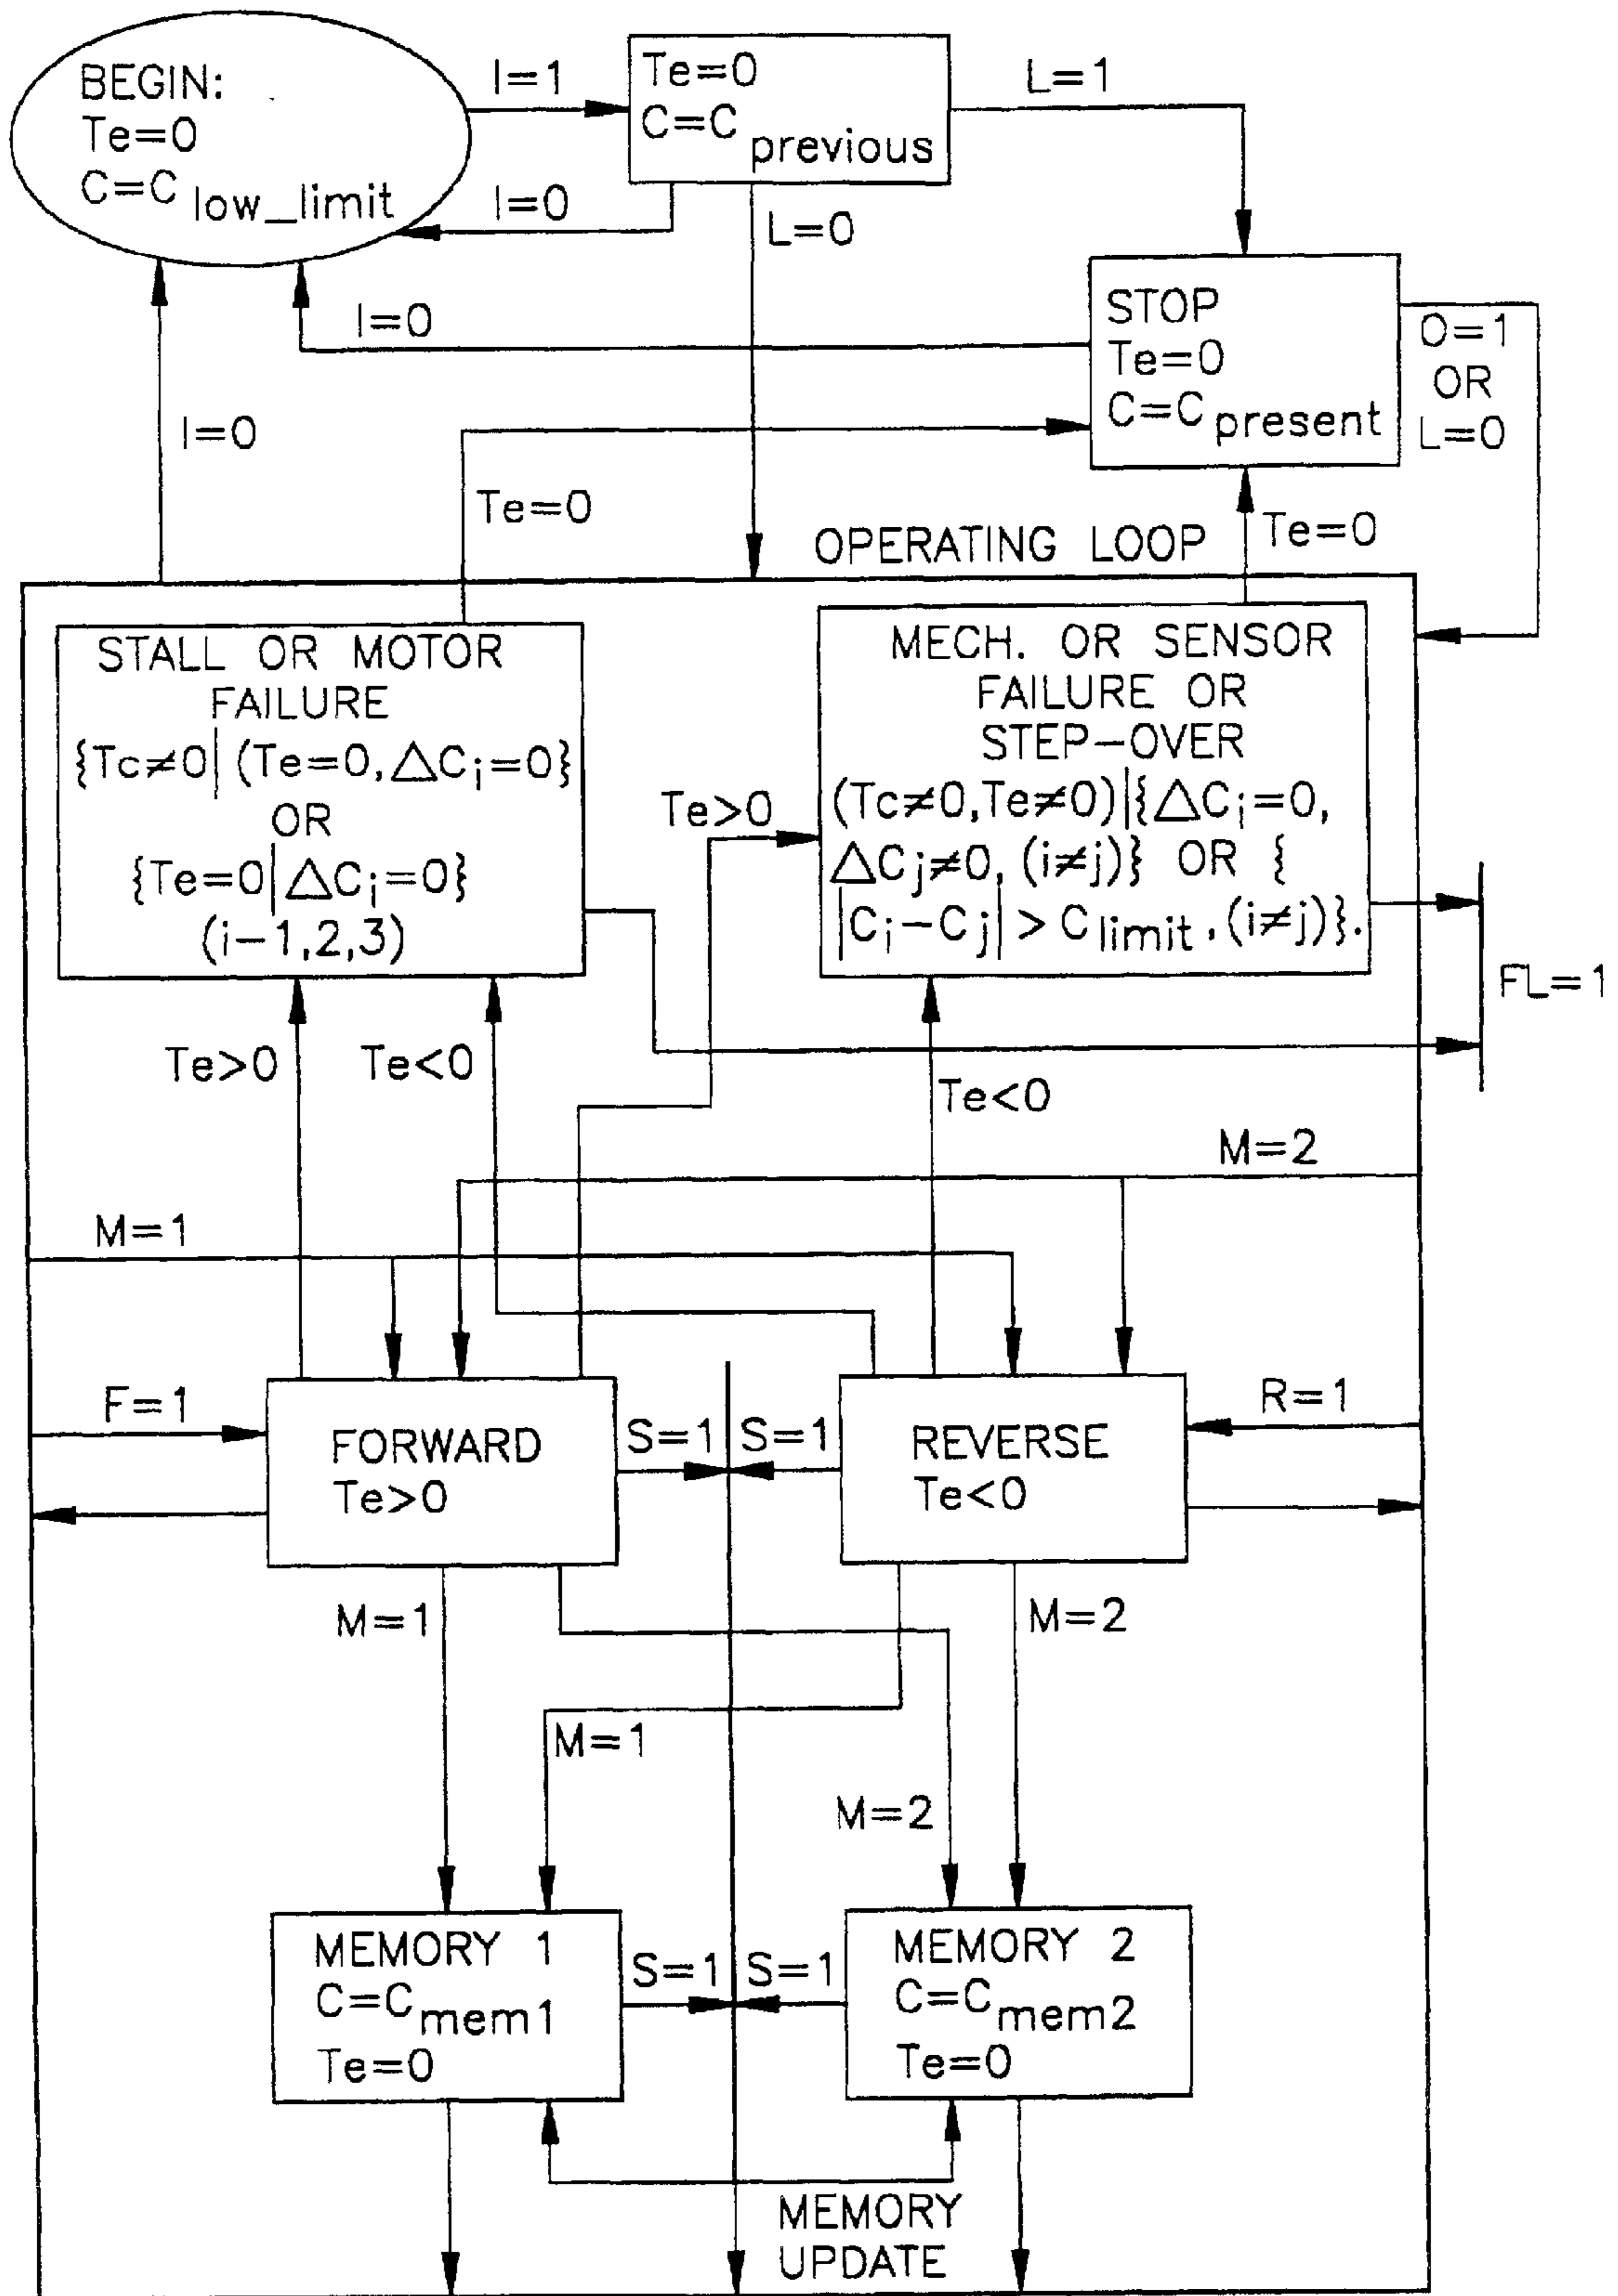 BEGIN:
Te=0
C=C low_limit
I=1
Te=0
C=C previous
L=1
I=0
L=0
STOP
Te=0
C=C present
O=1
OR
L=0
I=0
I=0
Te=0
OPERATING LOOP
Te=0
STALL OR MOTOR
FAILURE
{Tc≠0| (Te=0, △Ci=0}
OR
{Te=0|△Ci=0}
(i-1,2,3)
MECH. OR SENSOR
FAILURE OR
STEP-OVER
(Tc≠0,Te≠0)|{△Ci=0,
△Cj≠0, (i≠j)} OR {
|Ci-Cj| > C limit, (i≠j)}.
Te>0
FL=1
Te>0
Te<0
Te<0
M=2
M=1
F=1
FORWARD
Te>0
S=1
S=1
REVERSE
Te<0
R=1
M=1
M=2
M=1
M=2
MEMORY 1
C=C mem1
Te=0
S=1
S=1
MEMORY 2
C=C mem2
Te=0
MEMORY
UPDATE